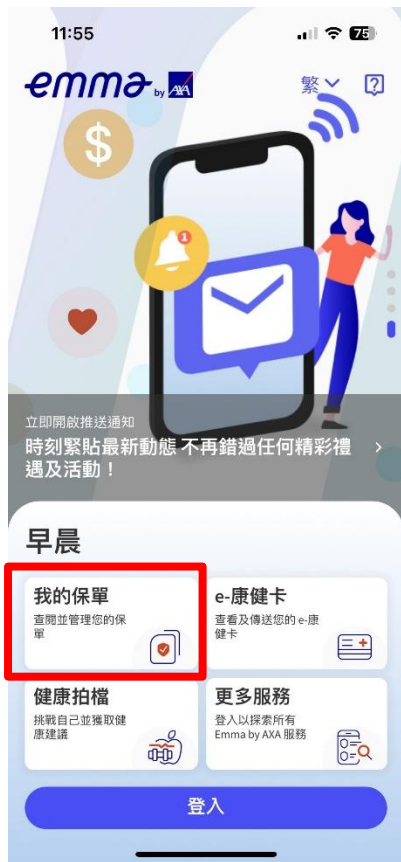 11:55
75
emma by AXA
繁
$
1
立即開啟推送通知
時刻緊貼最新動態 不再錯過任何精彩禮
遇及活動！
早晨
我的保單
查閱並管理您的保
單
e-康健卡
查看及傳送您的 e-康
健卡
健康拍檔
挑戰自己並獲取健
康建議
更多服務
登入以探索所有
Emma by AXA 服務
登入